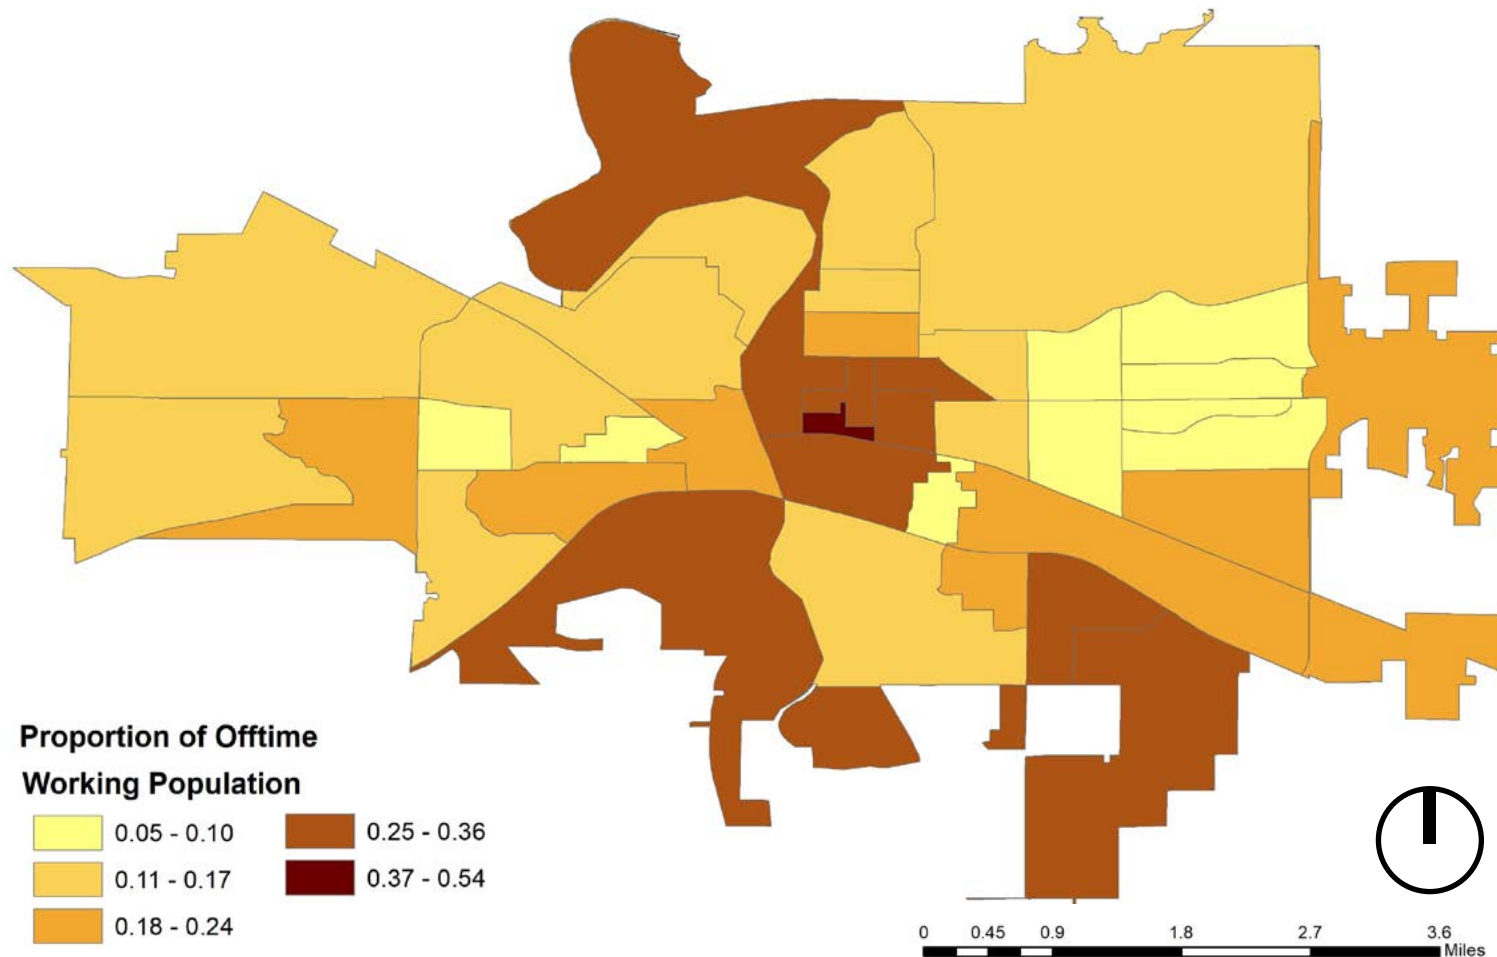 Proportion of Offtime
Working Population
0.05 - 0.10
0.11 - 0.17
0.18 - 0.24
0.25 - 0.36
0.37 - 0.54
0 0.45 0.9 1.8 2.7 3.6
Miles